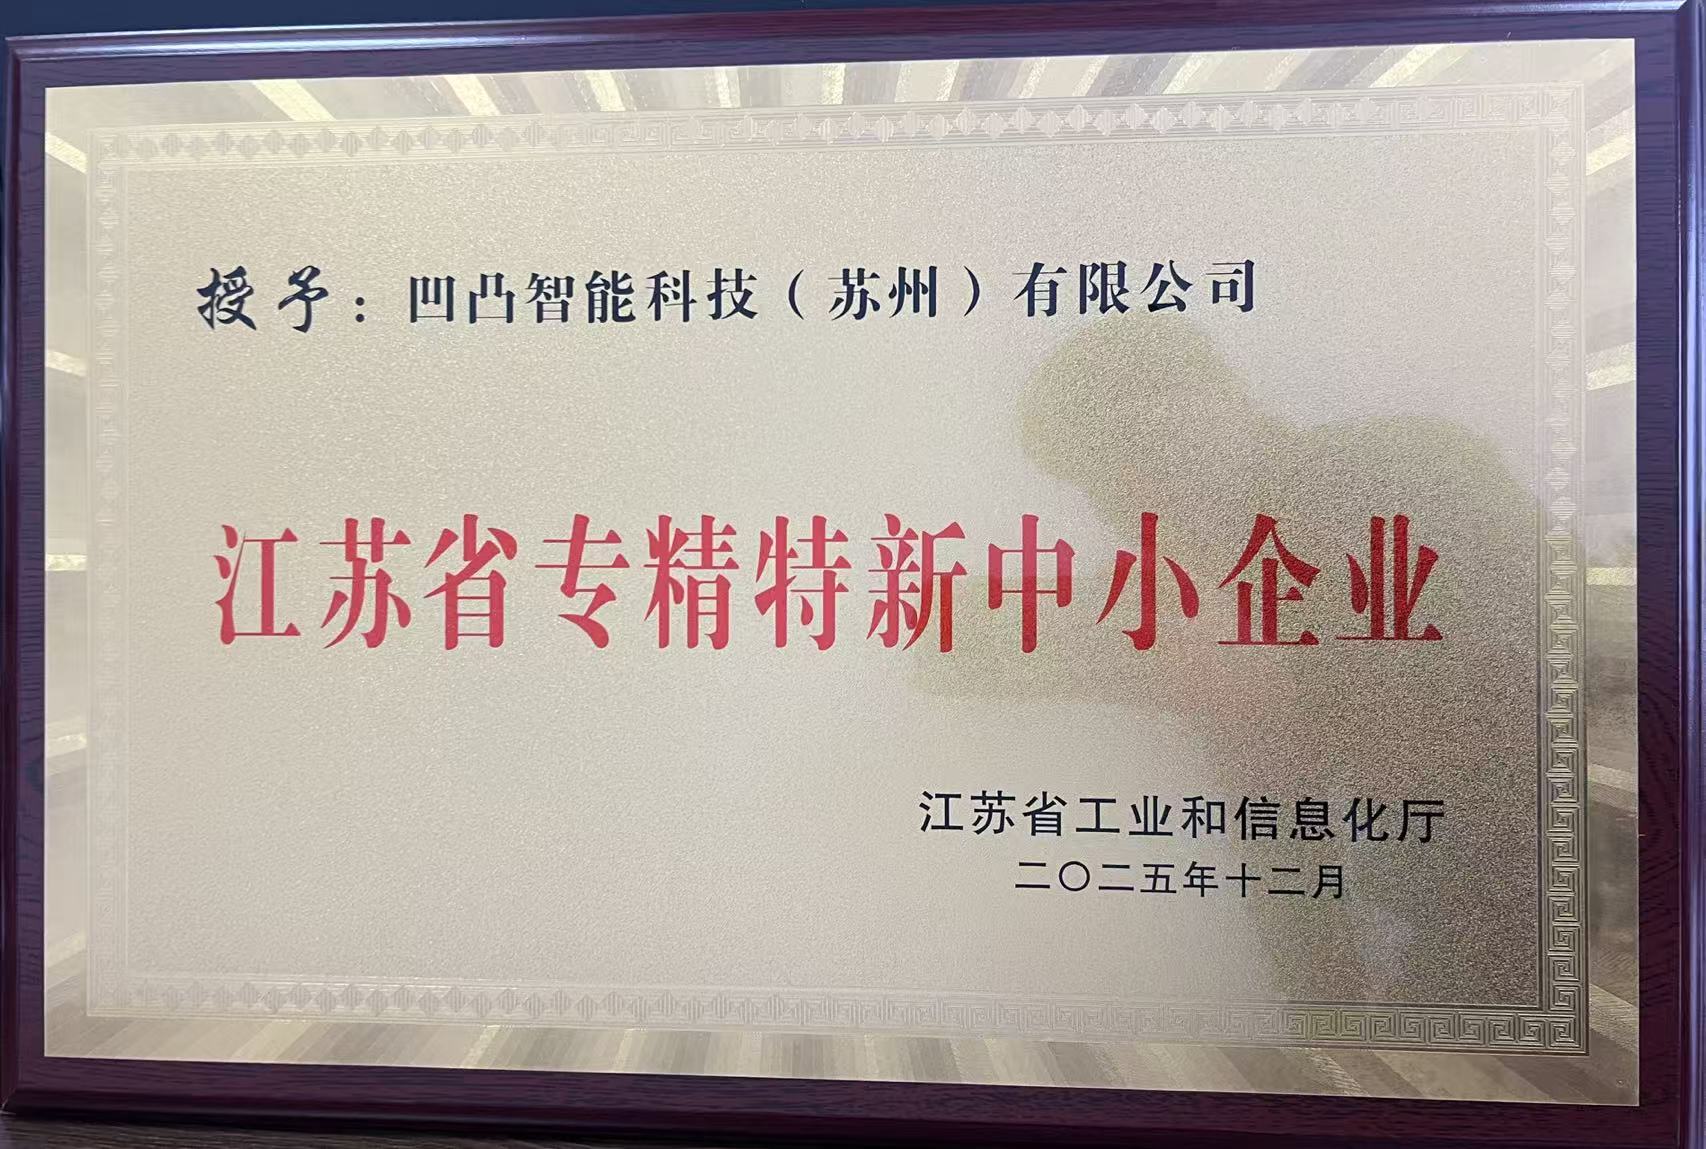 授予：凹凸智能科技（苏州）有限公司
江苏省专精特新中小企业
江苏省工业和信息化厅
二〇二五年十二月